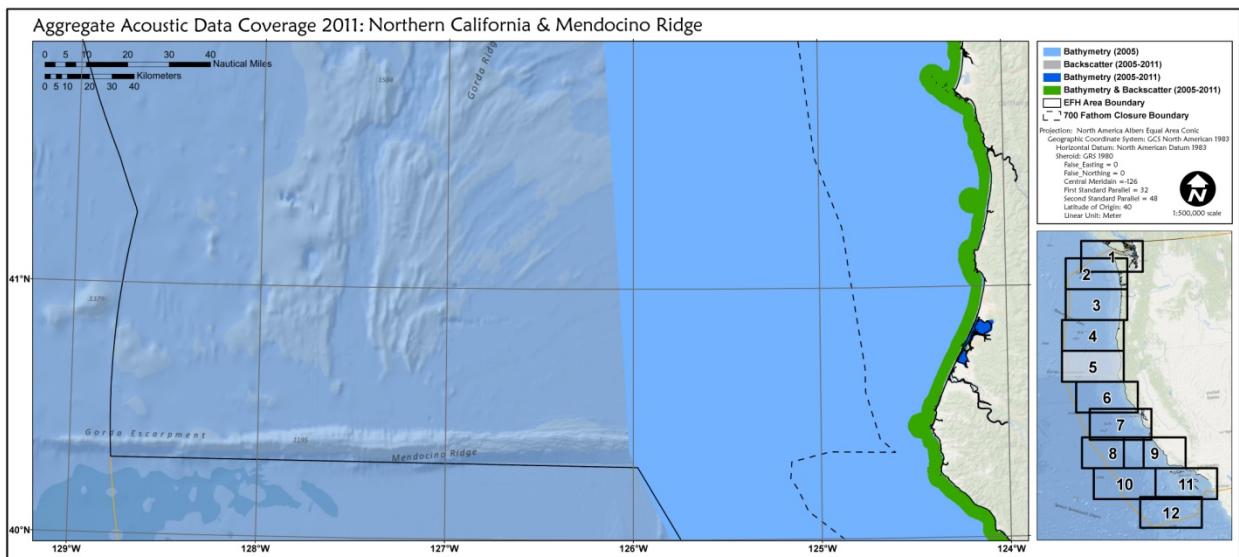 Aggregate Acoustic Data Coverage 2011: Northern California & Mendocino Ridge
0 5 10 20 30 40
Nautical Miles
Kilometers
0 5 10 20 30 40
1588
Gorda Ridge
1379
Gorda Escarpment
1195
Mendocino Ridge
41°N
41°N
40°N
40°N
129°W
128°W
127°W
126°W
125°W
124°W
Bathymetry (2005)
Backscatter (2005-2011)
Bathymetry (2005-2011)
Bathymetry & Backscatter (2005-2011)
EFH Area Boundary
700 Fathom Closure Boundary
Projection: North America Albers Equal Area Conic
Geographic Coordinate System: GCS North American 1983
Horizontal Datum: North American Datum 1983
Sheroid: GRS 1980
False_Easting = 0
False_Northing = 0
Central Meridain =-126
First Standard Parallel = 32
Second Standard Parallel = 48
Latitude of Origin: 40
Linear Unit: Meter
N
1:500,000 scale
1
2
3
4
5
6
7
8
9
10
11
12